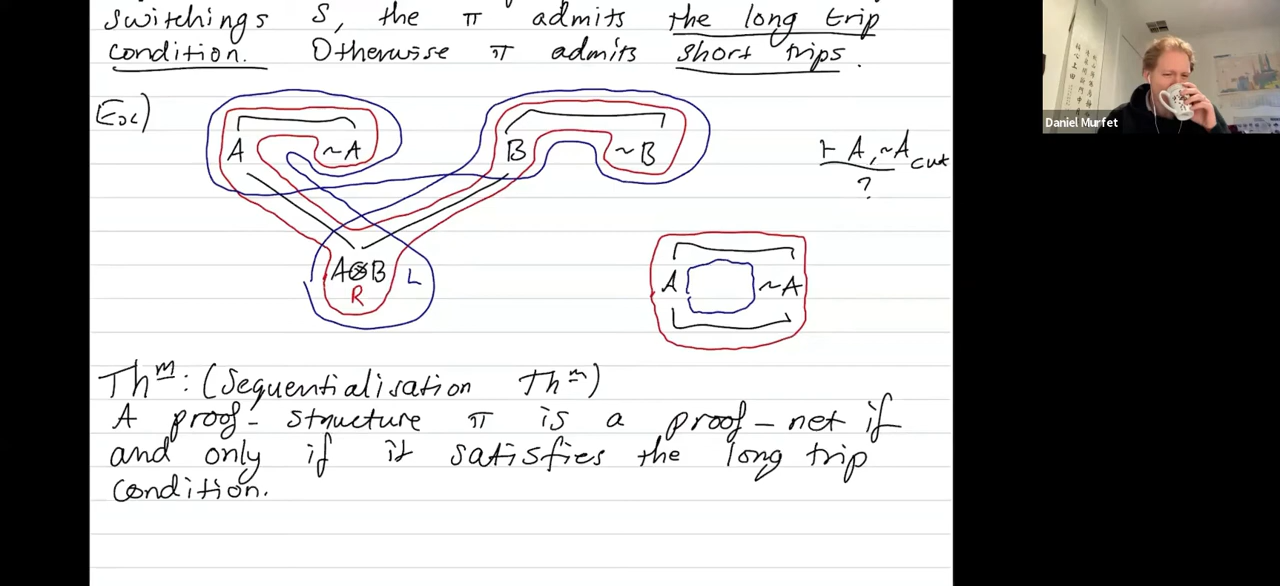 switchings S, the π admits the long trip
condition. Otherwise π admits short trips.
Ex)
A ~A B ~B
⊢ A, ~A cut
?
A⊗B L
R
A ~A
Thᵐ: (Sequentialisation Thᵐ)
A proof-structure π is a proof-net if
and only if it satisfies the long trip
condition.
Daniel Murfet